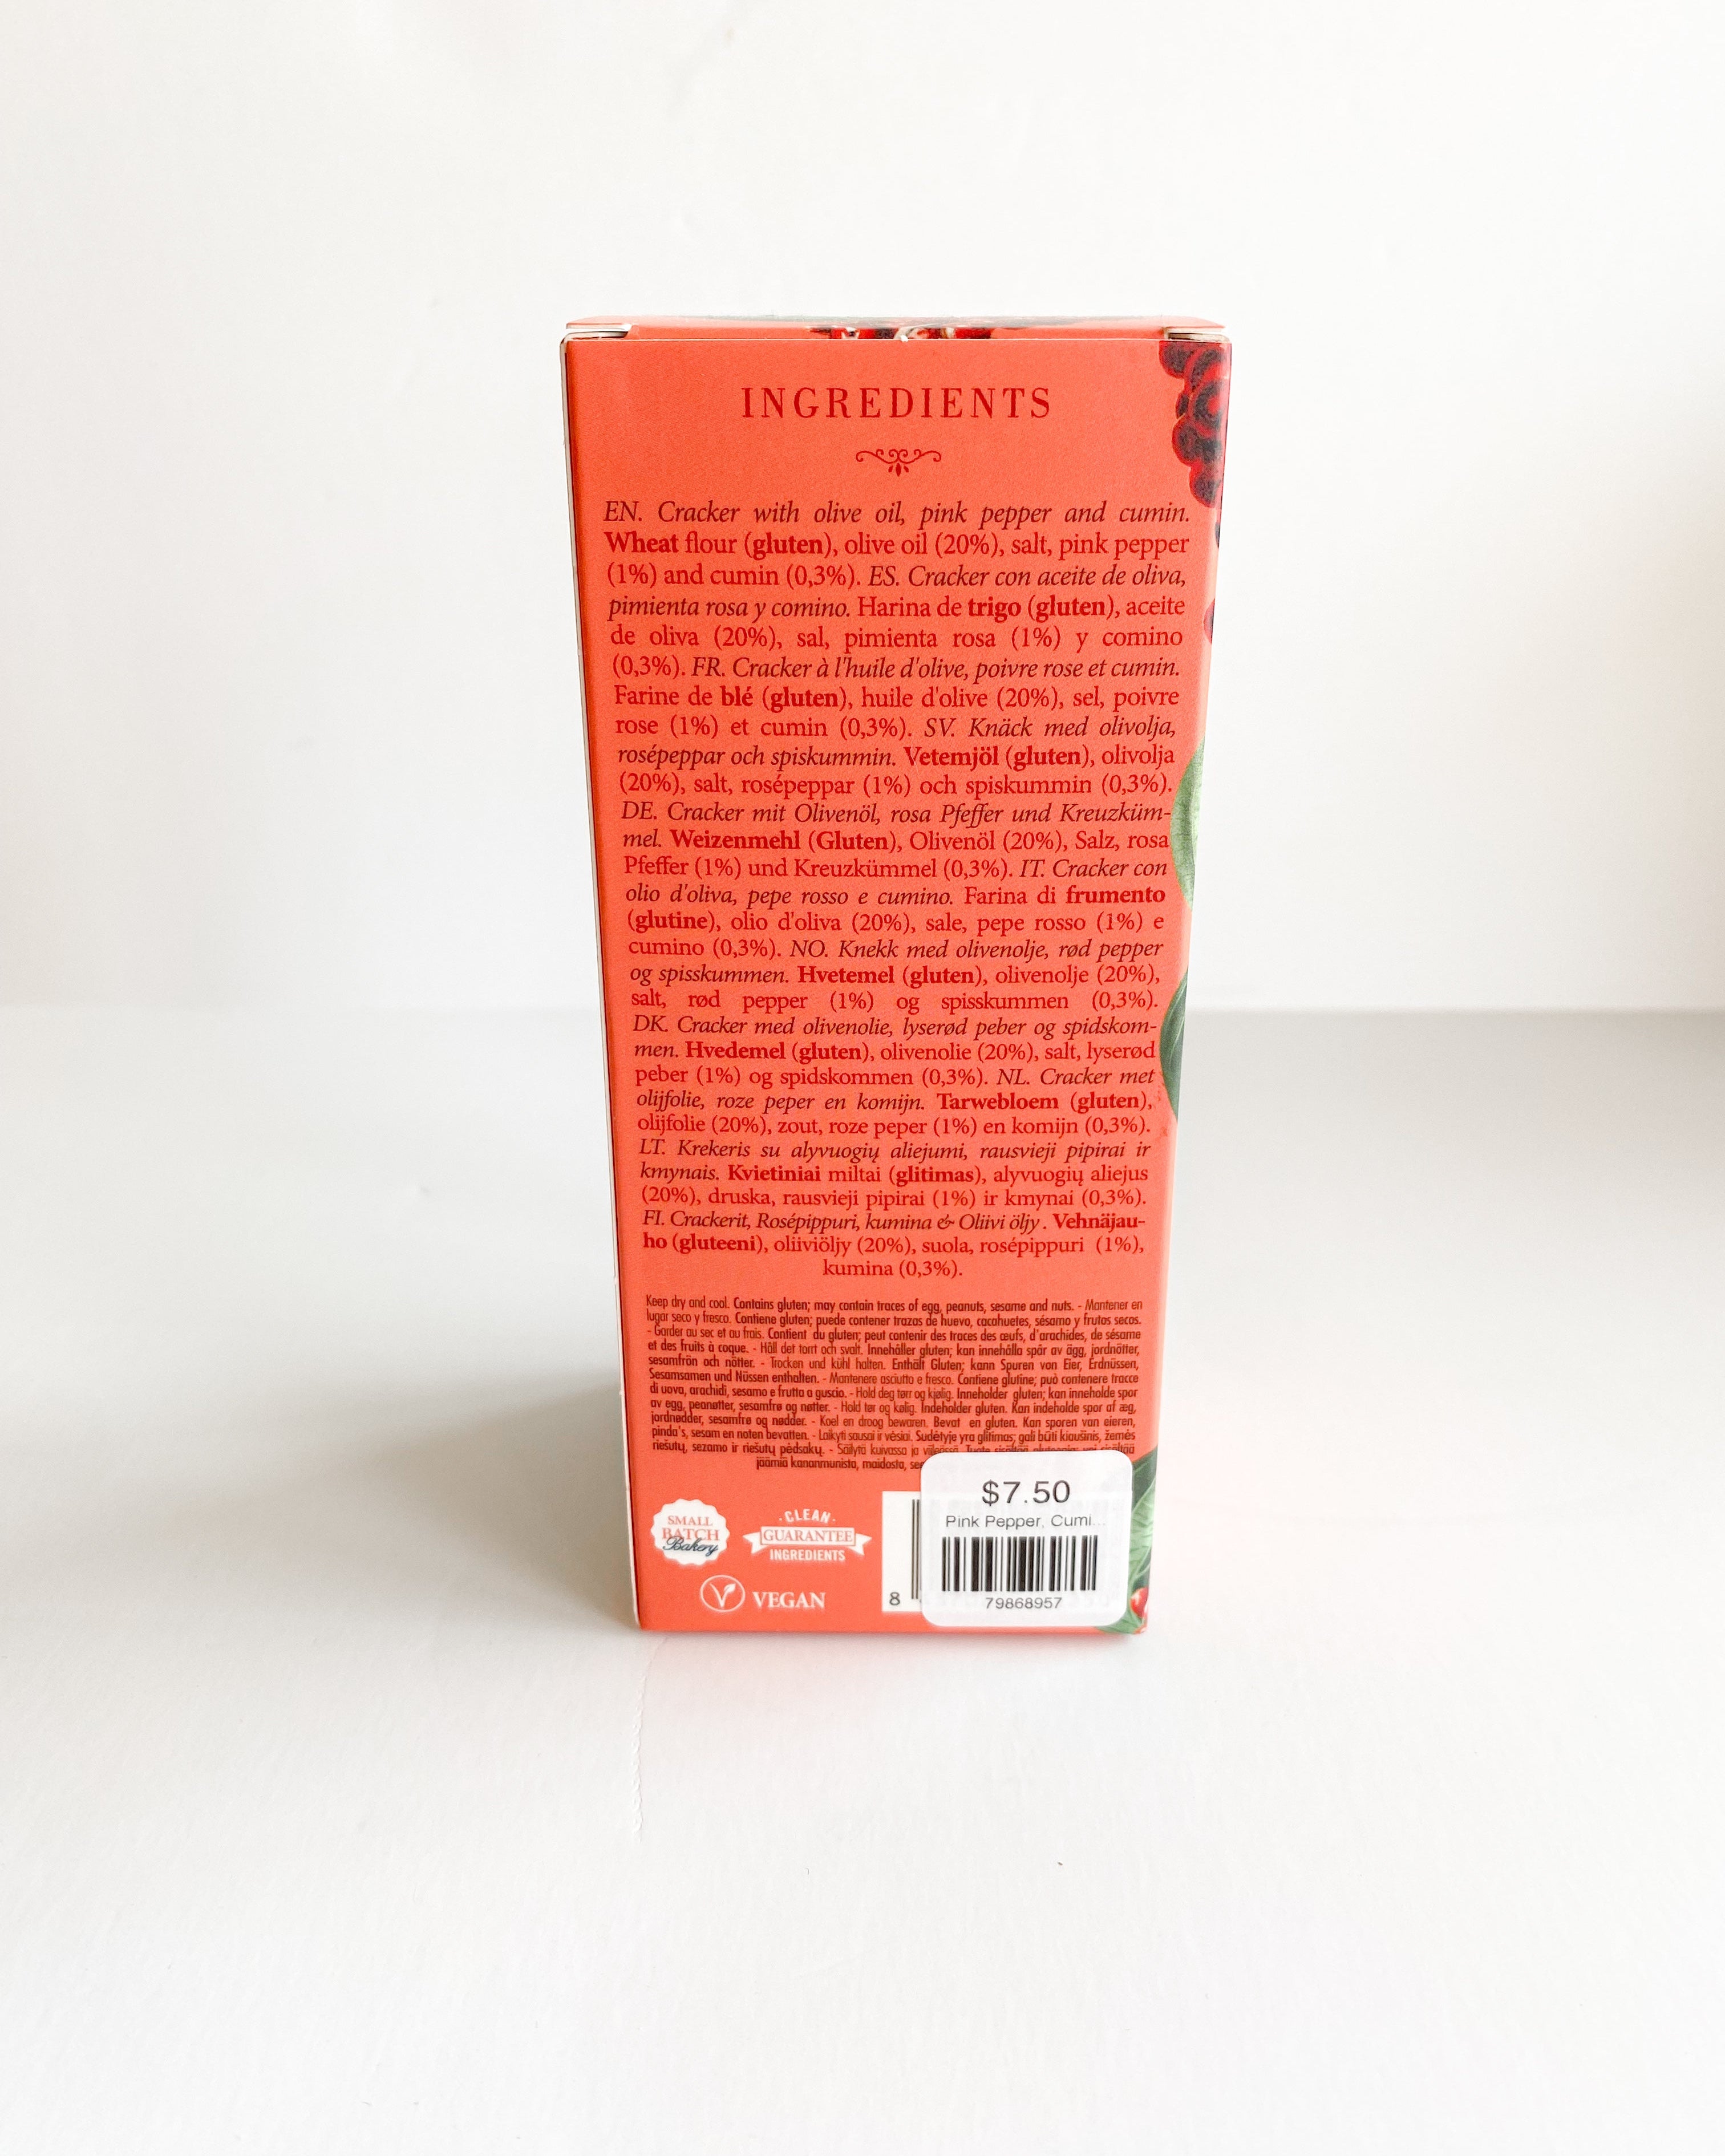 INGREDIENTS
EN. Cracker with olive oil, pink pepper and cumin.
Wheat flour (gluten), olive oil (20%), salt, pink pepper
(1%) and cumin (0,3%). ES. Cracker con aceite de oliva,
pimienta rosa y comino. Harina de trigo (gluten), aceite
de oliva (20%), sal, pimienta rosa (1%) y comino
(0,3%). FR. Cracker à l'huile d'olive, poivre rose et cumin.
Farine de blé (gluten), huile d'olive (20%), sel, poivre
rose (1%) et cumin (0,3%). SV. Knäck med olivolja,
rosépeppar och spiskummin. Vetemjöl (gluten), olivolja
(20%), salt, rosépeppar (1%) och spiskummin (0,3%).
DE. Cracker mit Olivenöl, rosa Pfeffer und Kreuzküm-
mel. Weizenmehl (Gluten), Olivenöl (20%), Salz, rosa
Pfeffer (1%) und Kreuzkümmel (0,3%). IT. Cracker con
olio d'oliva, pepe rosso e cumino. Farina di frumento
(glutine), olio d'oliva (20%), sale, pepe rosso (1%) e
cumino (0,3%). NO. Knekk med olivenolje, rød pepper
og spisskummen. Hvetemel (gluten), olivenolje (20%),
salt, rød pepper (1%) og spisskummen (0,3%).
DK. Cracker med olivenolie, lyserød peber og spidskom-
men. Hvedemel (gluten), olivenolie (20%), salt, lyserød
peber (1%) og spidskommen (0,3%). NL. Cracker met
olijfolie, roze peper en komijn. Tarwebloem (gluten),
olijfolie (20%), zout, roze peper (1%) en komijn (0,3%).
LT. Krekeris su alyvuogių aliejumi, rausvieji pipirai ir
kmynais. Kvietiniai miltai (glitimas), alyvuogių aliejus
(20%), druska, rausvieji pipirai (1%) ir kmynai (0,3%).
FI. Crackerit, Rosépippuri, kumina & Oliivi öljy. Vehnäjau-
ho (gluteeni), oliiviöljy (20%), suola, rosépippuri (1%),
kumina (0,3%).
Keep dry and cool. Contains gluten; may contain traces of egg, peanuts, sesame and nuts. - Mantener en
lugar seco y fresco. Contiene gluten; puede contener trazas de huevo, cacahuetes, sésamo y frutos secos.
- Garder au sec et au frais. Contient du gluten; peut contenir des traces des œufs, d'arachides, de sésame
et des fruits à coque. - Håll det torrt och svalt. Innehåller gluten; kan innehålla spår av ägg, jordnötter,
sesamfrön och nötter. - Trocken und kühl halten. Enthält Gluten; kann Spuren von Eier, Erdnüssen,
Sesamsamen und Nüssen enthalten. - Mantenere asciutto e fresco. Contiene glutine; può contenere tracce
di uova, arachidi, sesamo e frutta a guscio. - Hold deg tørr og kjølig. Inneholder gluten; kan inneholde spor
av egg, peanøtter, sesamfrø og nøtter. - Hold tør og kølig. Indeholder gluten. Kan indeholde spor af æg,
jordnødder, sesamfrø og nødder. - Koel en droog bewaren. Bevat en gluten. Kan sporen van eieren,
pinda's, sesam en noten bevatten. - Laikyti sausai ir vėsiai. Sudėtyje yra glitimas; gali būti kiaušinis, žemės
riešutų, sezamo ir riešutų pėdsakų. - Säilytä kuivassa ja viileässä. Tuote sisältää
jäämiä kananmunista, maidosta,
$7.50
Pink Pepper, Cumi...
79868957
SMALL
BATCH
Bakery
CLEAN
GUARANTEE
INGREDIENTS
V VEGAN
8